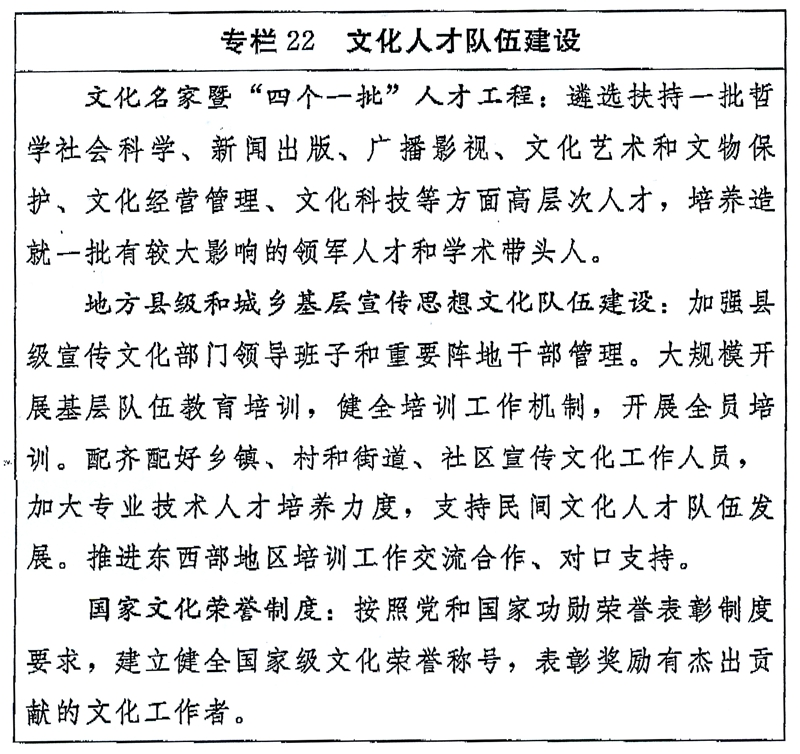 专栏22 文化人才队伍建设
文化名家暨“四个一批”人才工程：遴选扶持一批哲
学社会科学、新闻出版、广播影视、文化艺术和文物保
护、文化经营管理、文化科技等方面高层次人才，培养造
就一批有较大影响的领军人才和学术带头人。
地方县级和城乡基层宣传思想文化队伍建设：加强县
级宣传文化部门领导班子和重要阵地干部管理。大规模开
展基层队伍教育培训，健全培训工作机制，开展全员培
训。配齐配好乡镇、村和街道、社区宣传文化工作人员，
加大专业技术人才培养力度，支持民间文化人才队伍发
展。推进东西部地区培训工作交流合作、对口支持。
国家文化荣誉制度：按照党和国家功勋荣誉表彰制度
要求，建立健全国家级文化荣誉称号，表彰奖励有杰出贡
献的文化工作者。